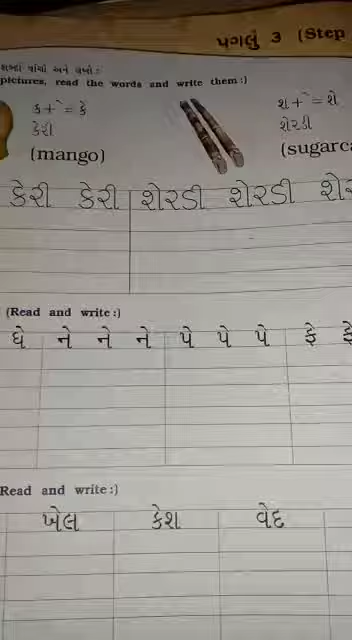 પગલું 3 (Step
શબ્દો વાંચો અને લખો :
pictures, read the words and write them:)
ક + ે = કે
કેરી
(mango)
શ + ે = શે
શેરડી
(sugarca
કેરી કેરી શેરડી શેરડી શેર
(Read and write:)
ઘે ને ને ને પે પે પે ફે ફે
Read and write:)
ખેલ કેશ વેદ